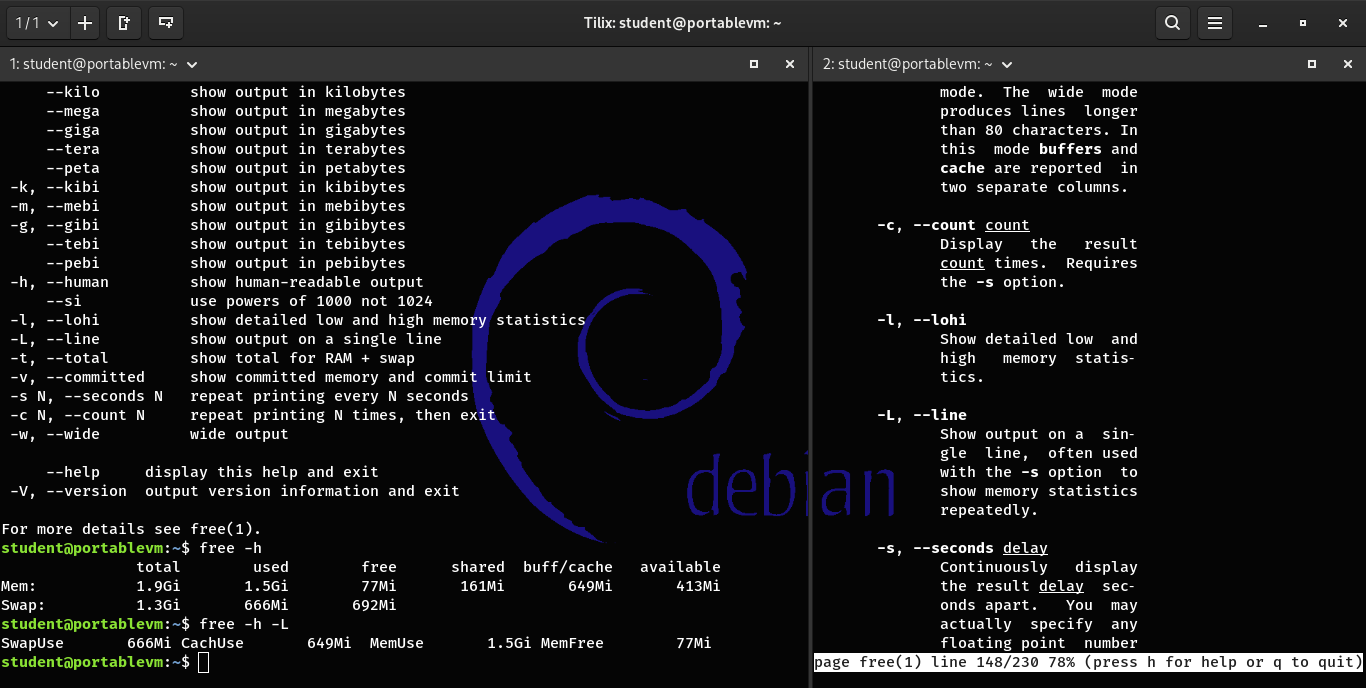 1 / 1
Tilix: student@portablevm: ~
1: student@portablevm: ~
    --kilo          show output in kilobytes
    --mega          show output in megabytes
    --giga          show output in gigabytes
    --tera          show output in terabytes
    --peta          show output in petabytes
-k, --kibi          show output in kibibytes
-m, --mebi          show output in mebibytes
-g, --gibi          show output in gibibytes
    --tebi          show output in tebibytes
    --pebi          show output in pebibytes
-h, --human         show human-readable output
    --si            use powers of 1000 not 1024
-l, --lohi          show detailed low and high memory statistics
-L, --line          show output on a single line
-t, --total         show total for RAM + swap
-v, --committed     show committed memory and commit limit
-s N, --seconds N   repeat printing every N seconds
-c N, --count N     repeat printing N times, then exit
-w, --wide          wide output
    --help     display this help and exit
-V, --version  output version information and exit
For more details see free(1).
student@portablevm:~$ free -h
               total        used        free      shared  buff/cache   available
Mem:           1.9Gi       1.5Gi        77Mi       161Mi       649Mi       413Mi
Swap:          1.3Gi       666Mi       692Mi
student@portablevm:~$ free -h -L
SwapUse       666Mi CachUse       649Mi  MemUse       1.5Gi MemFree        77Mi
student@portablevm:~$
debian
2: student@portablevm: ~
mode. The wide mode
produces lines longer
than 80 characters. In
this mode buffers and
cache are reported in
two separate columns.
-c, --count count
Display the result
count times. Requires
the -s option.
-l, --lohi
Show detailed low and
high memory statis‐
tics.
-L, --line
Show output on a sin‐
gle line, often used
with the -s option to
show memory statistics
repeatedly.
-s, --seconds delay
Continuously display
the result delay sec‐
onds apart. You may
actually specify any
floating point number
page free(1) line 148/230 78% (press h for help or q to quit)